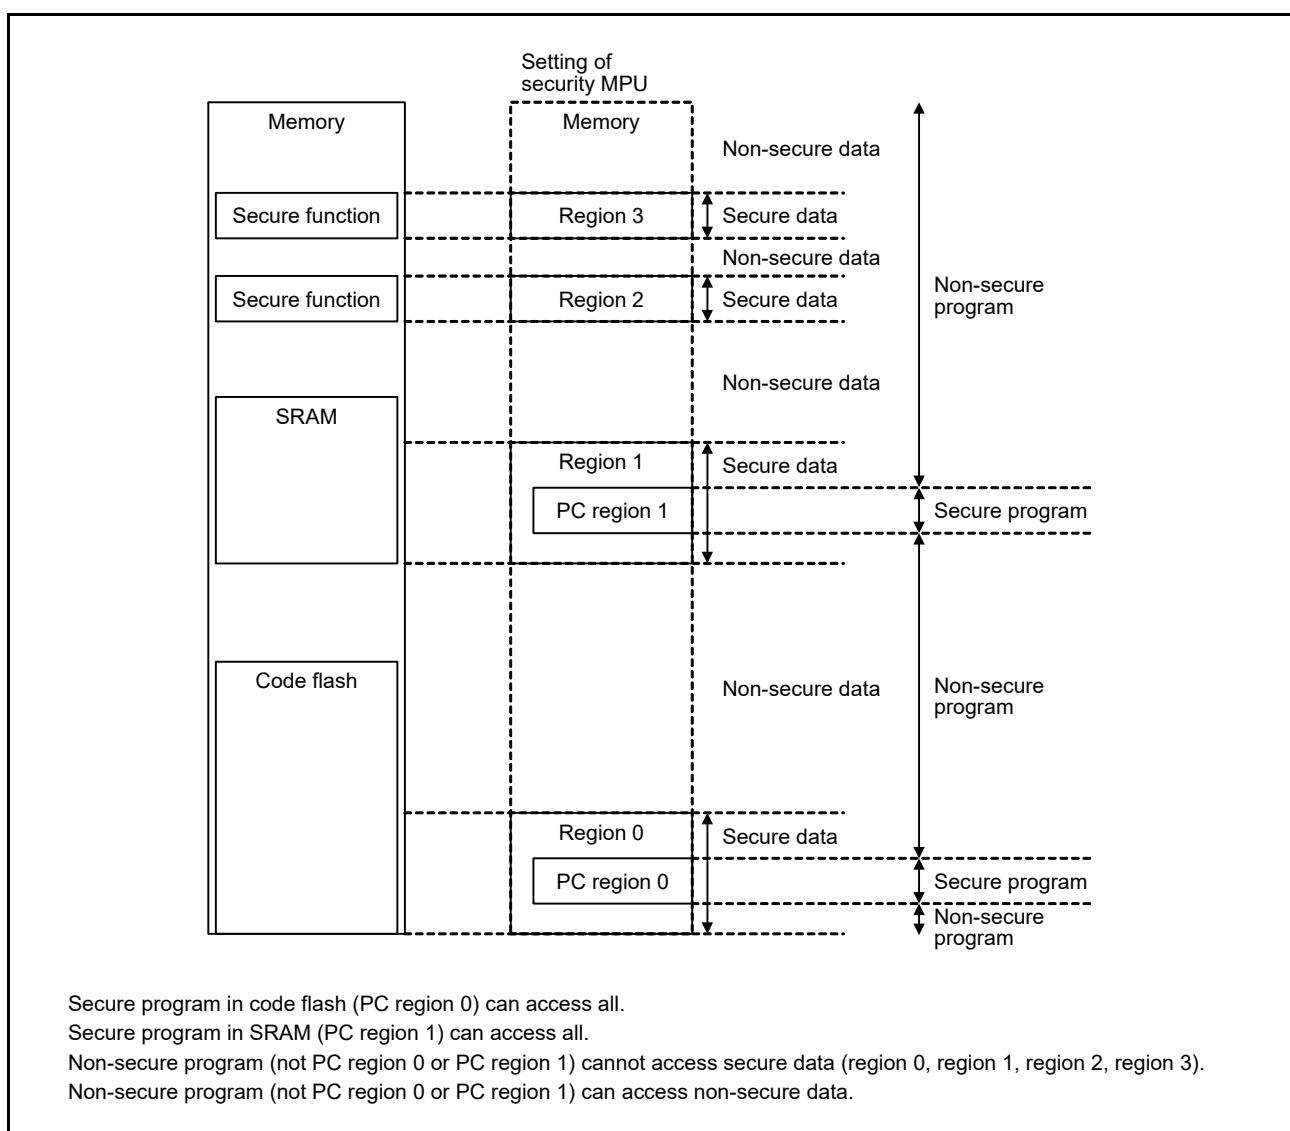 Setting of
security MPU
Memory
Memory
Non-secure data
Secure function
Region 3
Secure data
Non-secure data
Secure function
Region 2
Secure data
Non-secure
program
Non-secure data
SRAM
Region 1
Secure data
PC region 1
Secure program
Code flash
Non-secure data
Non-secure
program
Region 0
Secure data
PC region 0
Secure program
Non-secure
program
Secure program in code flash (PC region 0) can access all.
Secure program in SRAM (PC region 1) can access all.
Non-secure program (not PC region 0 or PC region 1) cannot access secure data (region 0, region 1, region 2, region 3).
Non-secure program (not PC region 0 or PC region 1) can access non-secure data.